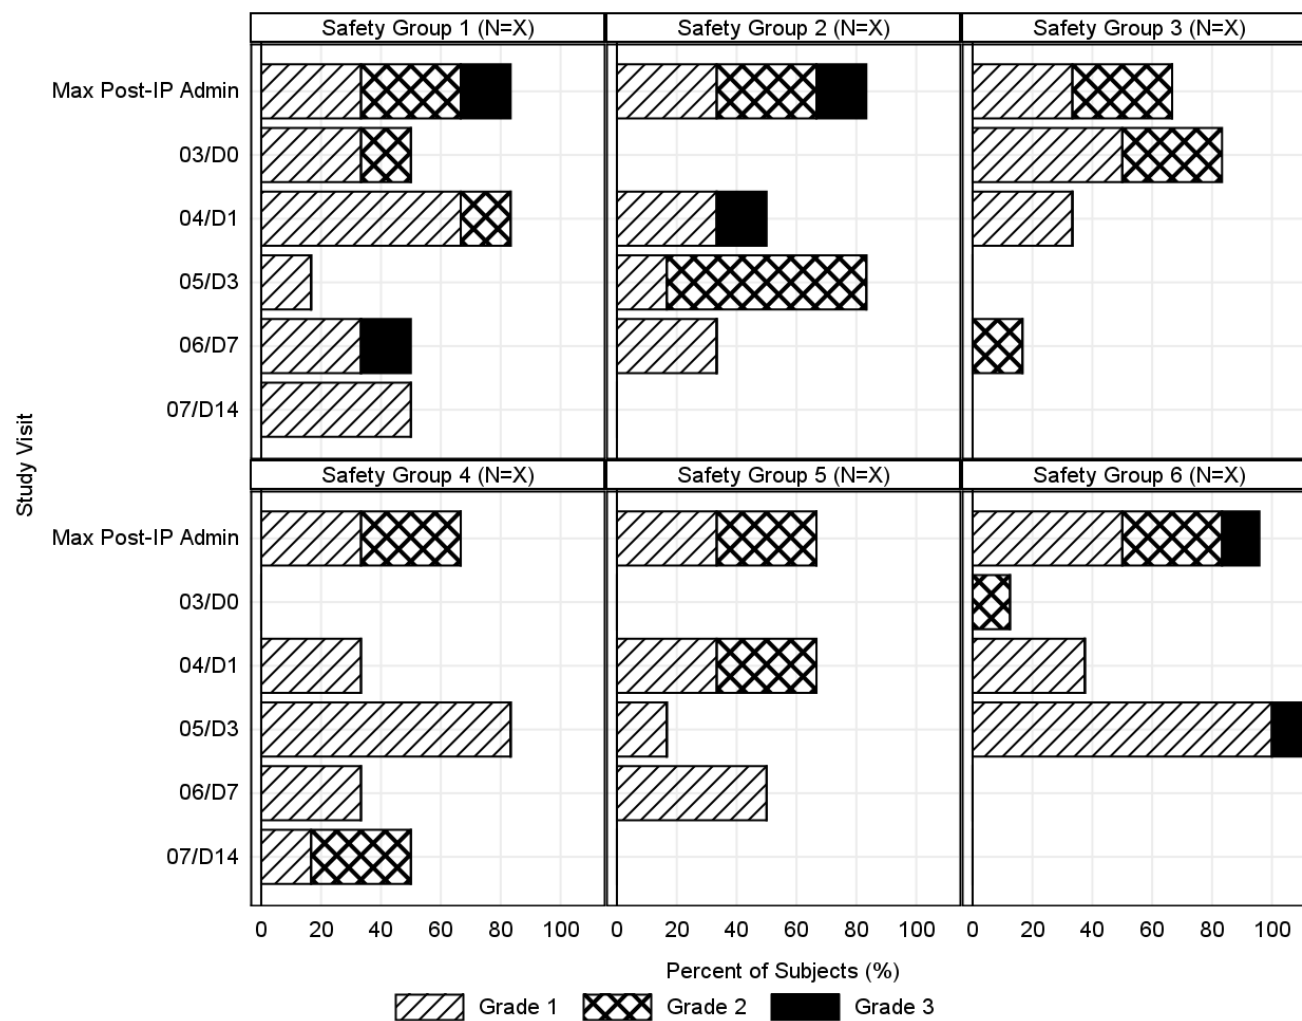 Safety Group 1 (N=X) Safety Group 2 (N=X) Safety Group 3 (N=X)
Max Post-IP Admin
03/D0
04/D1
05/D3
06/D7
07/D14
Study Visit
Safety Group 4 (N=X) Safety Group 5 (N=X) Safety Group 6 (N=X)
Max Post-IP Admin
03/D0
04/D1
05/D3
06/D7
07/D14
0 20 40 60 80 100 0 20 40 60 80 100 0 20 40 60 80 100
Percent of Subjects (%)
Grade 1 Grade 2 Grade 3